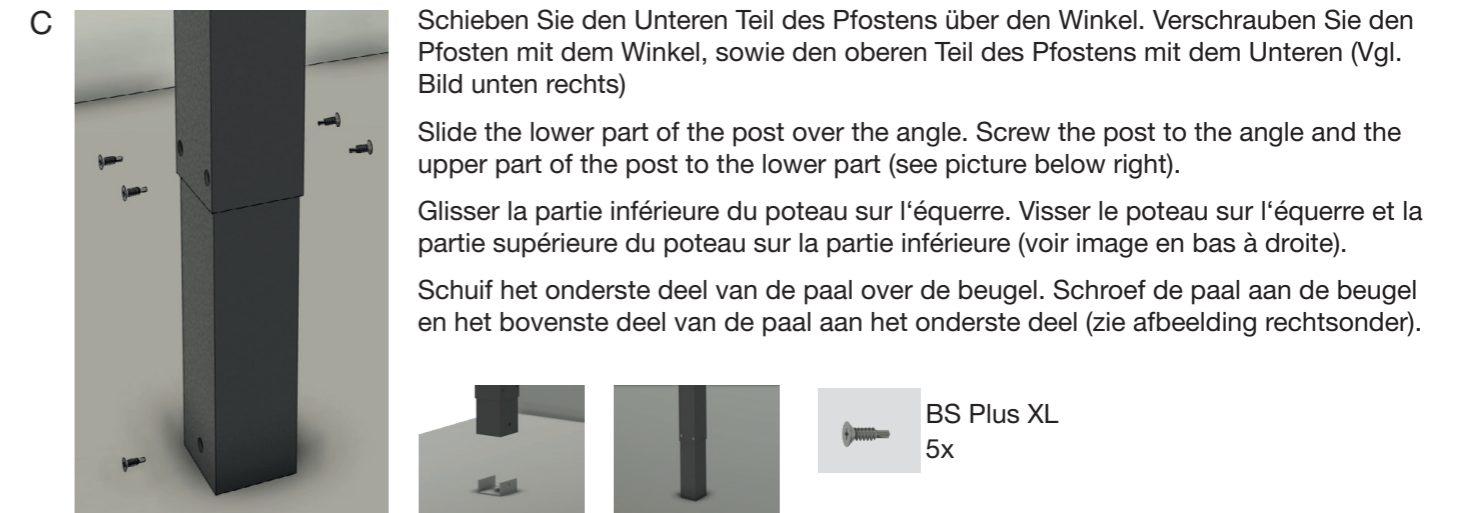 C
Schieben Sie den Unteren Teil des Pfostens über den Winkel. Verschrauben Sie den
Pfosten mit dem Winkel, sowie den oberen Teil des Pfostens mit dem Unteren (Vgl.
Bild unten rechts)
Slide the lower part of the post over the angle. Screw the post to the angle and the
upper part of the post to the lower part (see picture below right).
Glisser la partie inférieure du poteau sur l‘équerre. Visser le poteau sur l‘équerre et la
partie supérieure du poteau sur la partie inférieure (voir image en bas à droite).
Schuif het onderste deel van de paal over de beugel. Schroef de paal aan de beugel
en het bovenste deel van de paal aan het onderste deel (zie afbeelding rechtsonder).
BS Plus XL
5x